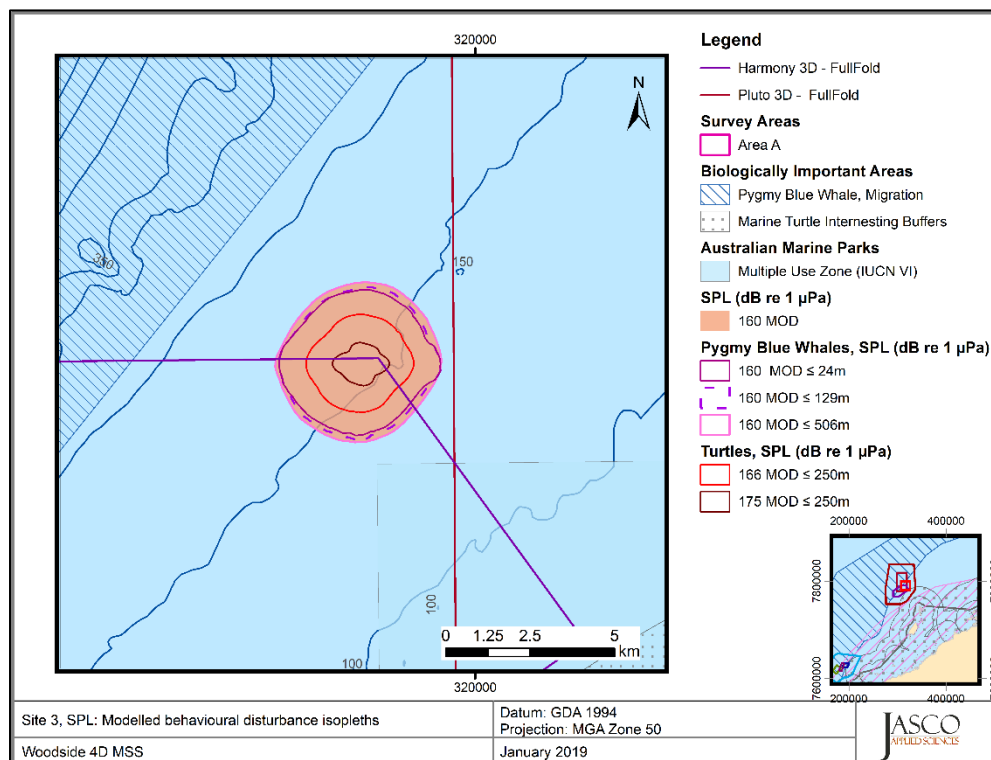 320000
N
350
150
100
100
0 1.25 2.5 5
km
320000
Legend
Harmony 3D - FullFold
Pluto 3D - FullFold
Survey Areas
Area A
Biologically Important Areas
Pygmy Blue Whale, Migration
Marine Turtle Internesting Buffers
Australian Marine Parks
Multiple Use Zone (IUCN VI)
SPL (dB re 1 µPa)
160 MOD
Pygmy Blue Whales, SPL (dB re 1 µPa)
160 MOD ≤ 24m
160 MOD ≤ 129m
160 MOD ≤ 506m
Turtles, SPL (dB re 1 µPa)
166 MOD ≤ 250m
175 MOD ≤ 250m
200000 400000
7800000
7600000
200000 400000
Site 3, SPL: Modelled behavioural disturbance isopleths
Datum: GDA 1994
Projection: MGA Zone 50
Woodside 4D MSS
January 2019
JASCO
APPLIED SCIENCES